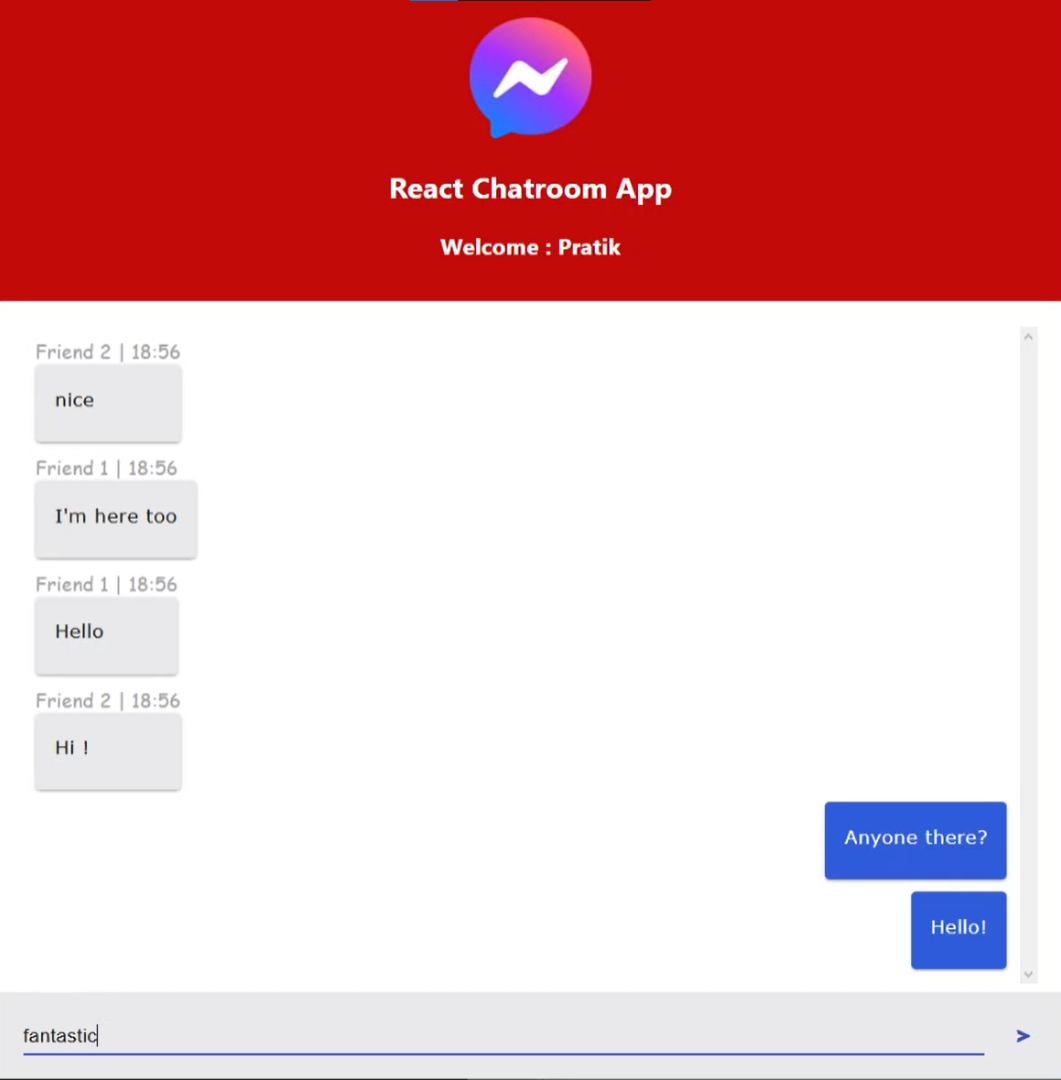 React Chatroom App
Welcome : Pratik
Friend 2 | 18:56
nice
Friend 1 | 18:56
I'm here too
Friend 1 | 18:56
Hello
Friend 2 | 18:56
Hi !
Anyone there?
Hello!
fantastic